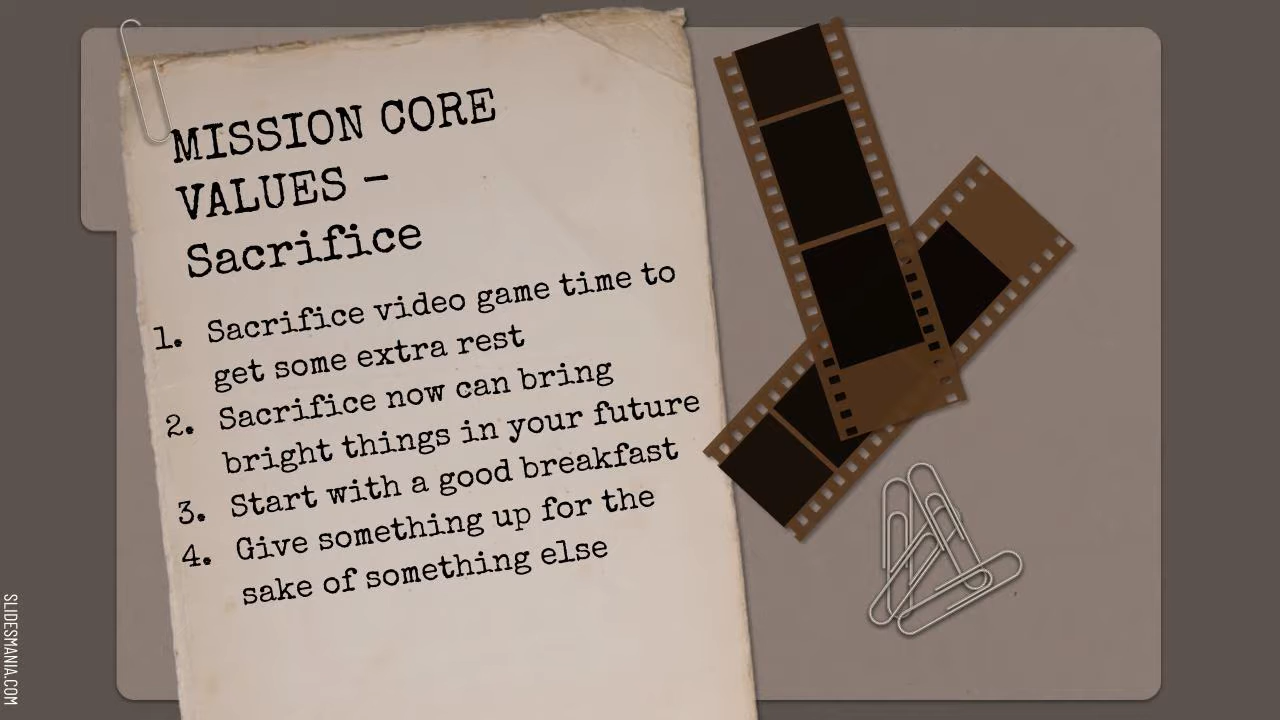 MISSION CORE
VALUES –
Sacrifice
1. Sacrifice video game time to
get some extra rest
2. Sacrifice now can bring
bright things in your future
3. Start with a good breakfast
4. Give something up for the
sake of something else
SLIDESMANIA.COM